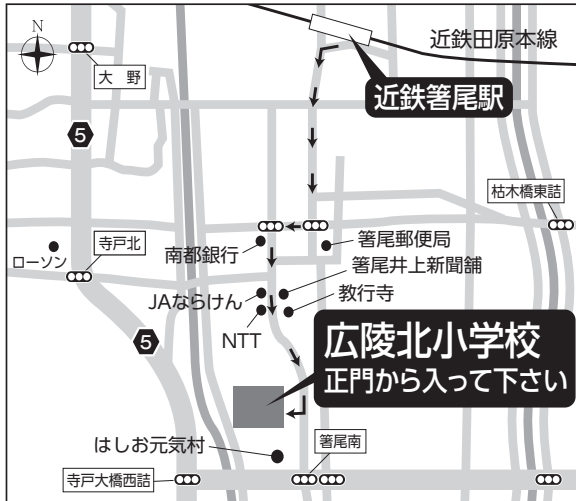 N
近鉄田原本線
大野
近鉄箸尾駅
5
枯木橋東詰
寺戸北
南都銀行
箸尾郵便局
ローソン
箸尾井上新聞舗
JAならけん
教行寺
NTT
5
広陵北小学校
正門から入って下さい
はしお元気村
箸尾南
寺戸大橋西詰